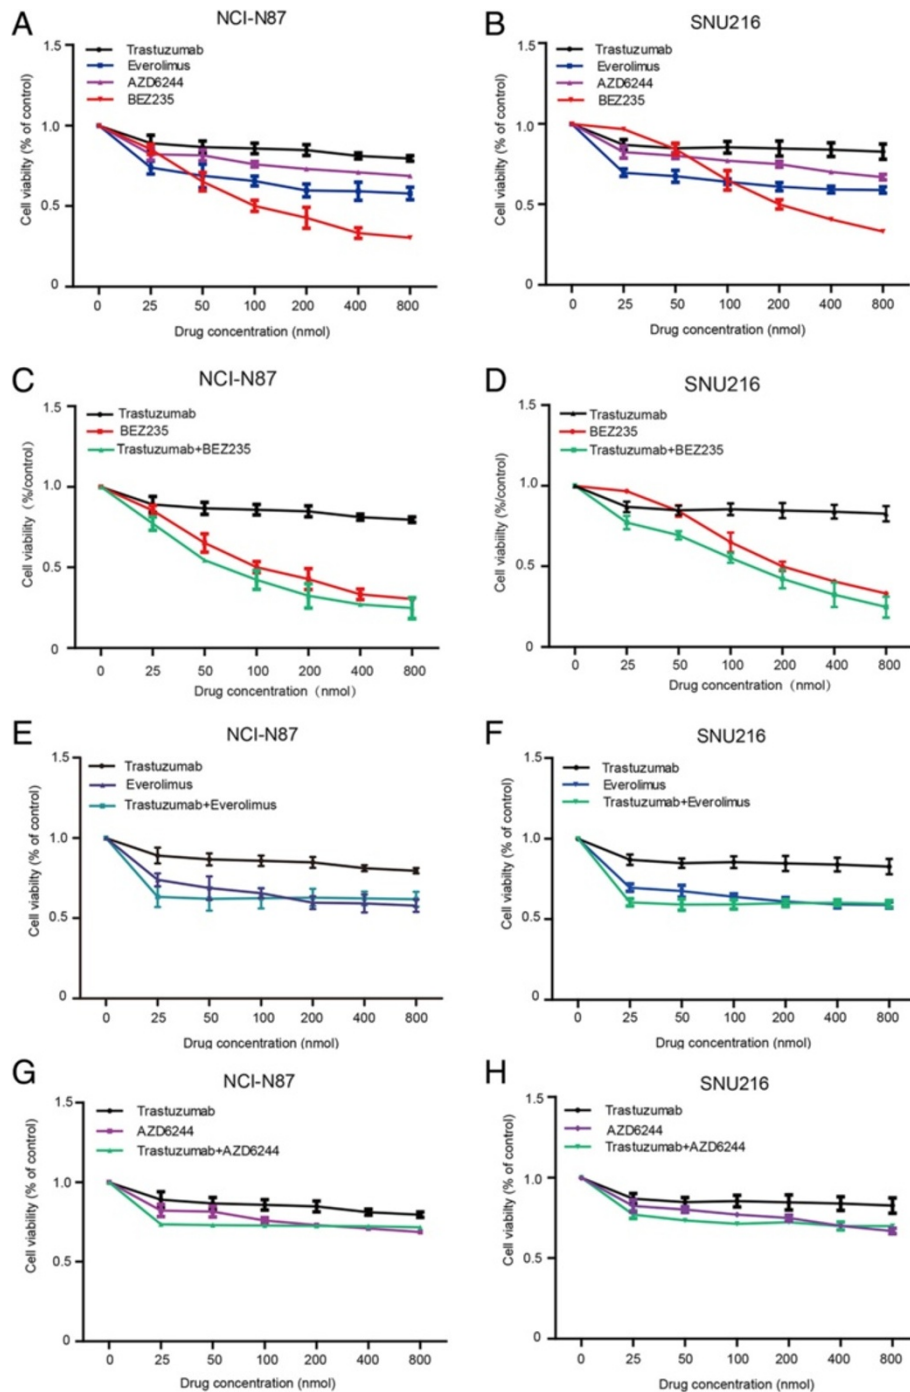 A
NCI-N87
Trastuzumab
Everolimus
AZD6244
BEZ235
Cell viability (% of control)
1.5
1.0
0.5
0
0 25 50 100 200 400 800
Drug concentration (nmol)
B
SNU216
Trastuzumab
Everolimus
AZD6244
BEZ235
Cell viability (% of control)
1.5
1.0
0.5
0
0 25 50 100 200 400 800
Drug concentration (nmol)
C
NCI-N87
Trastuzumab
BEZ235
Trastuzumab+BEZ235
Cell viability (%/control)
1.5
1.0
0.5
0
0 25 50 100 200 400 800
Drug concentration (nmol)
D
SNU216
Trastuzumab
BEZ235
Trastuzumab+BEZ235
Cell viability (%/control)
1.5
1.0
0.5
0
0 25 50 100 200 400 800
Drug concentration (nmol)
E
NCI-N87
Trastuzumab
Everolimus
Trastuzumab+Everolimus
Cell viability (% of control)
1.5
1.0
0.5
0
0 25 50 100 200 400 800
Drug concentration (nmol)
F
SNU216
Trastuzumab
Everolimus
Trastuzumab+Everolimus
Cell viability (% of control)
1.5
1.0
0.5
0
0 25 50 100 200 400 800
Drug concentration (nmol)
G
NCI-N87
Trastuzumab
AZD6244
Trastuzumab+AZD6244
Cell viability (% of control)
1.5
1.0
0.5
0
0 25 50 100 200 400 800
Drug concentration (nmol)
H
SNU216
Trastuzumab
AZD6244
Trastuzumab+AZD6244
Cell viability (% of control)
1.5
1.0
0.5
0
0 25 50 100 200 400 800
Drug concentration (nmol)